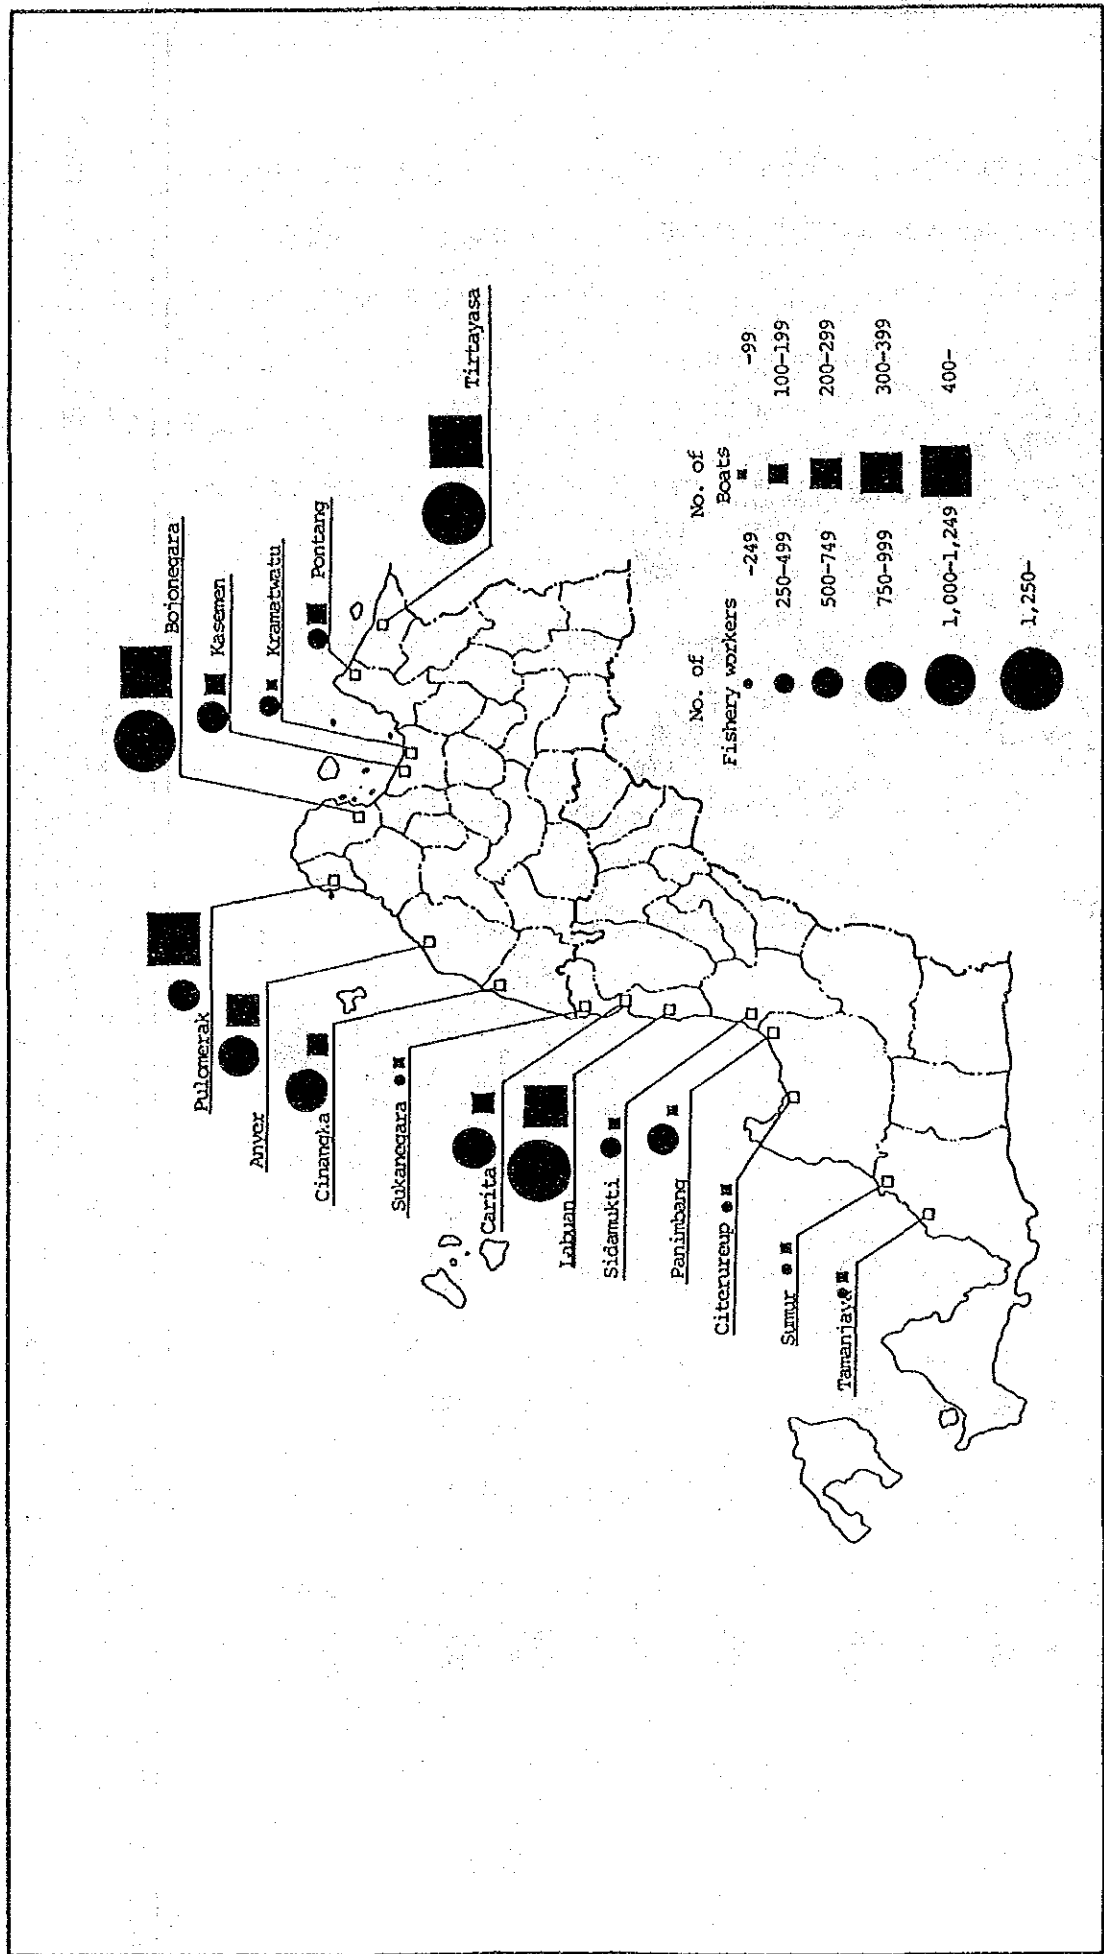 Pulomerak
Anyer
Cinangka
Sukanegara
Carita
Labuan
Sidamukti
Panimbang
Citerureup
Sumur
Tamanjaya
Bojonegara
Kasemen
Kramatwatu
Pontang
Tirtayasa
No. of
Fishery workers
-249
250-499
500-749
750-999
1,000-1,249
1,250-
No. of
Boats
-99
100-199
200-299
300-399
400-